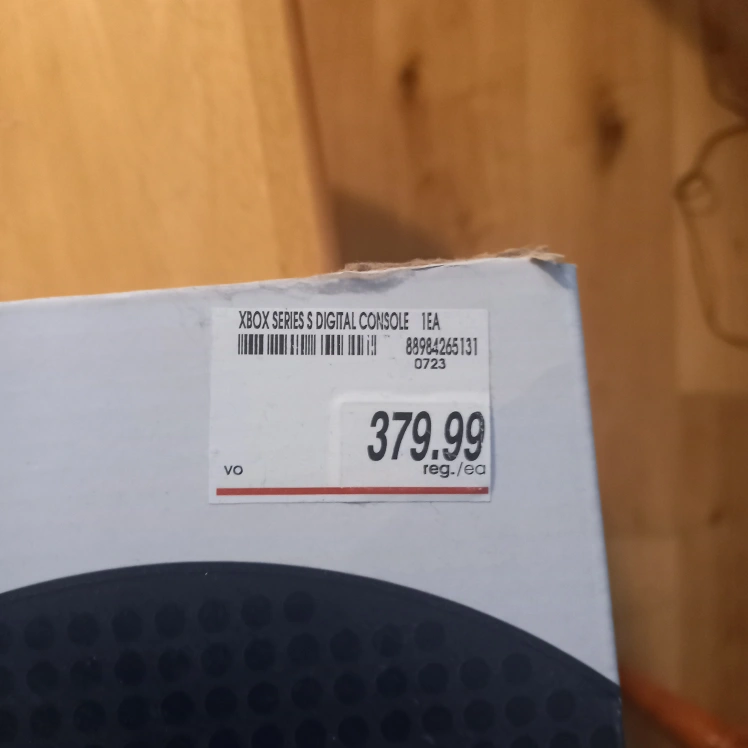 XBOX SERIES S DIGITAL CONSOLE 1EA
88984265131
0723
379.99
VO reg./ea